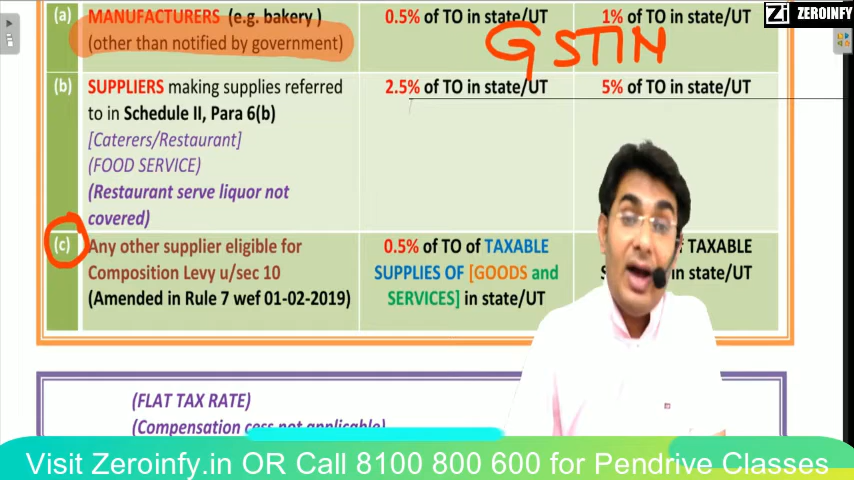 Zi ZEROINFY
(a) MANUFACTURERS (e.g. bakery ) 0.5% of TO in state/UT 1% of TO in state/UT
(other than notified by government)
GSTIN
(b) SUPPLIERS making supplies referred 2.5% of TO in state/UT 5% of TO in state/UT
to in Schedule II, Para 6(b)
[Caterers/Restaurant]
(FOOD SERVICE)
(Restaurant serve liquor not
covered)
(c) Any other supplier eligible for 0.5% of TO of TAXABLE TAXABLE
Composition Levy u/sec 10 SUPPLIES OF [GOODS and in state/UT
(Amended in Rule 7 wef 01-02-2019) SERVICES] in state/UT
(FLAT TAX RATE)
(Compensation cess not applicable)
Visit Zeroinfy.in OR Call 8100 800 600 for Pendrive Classes